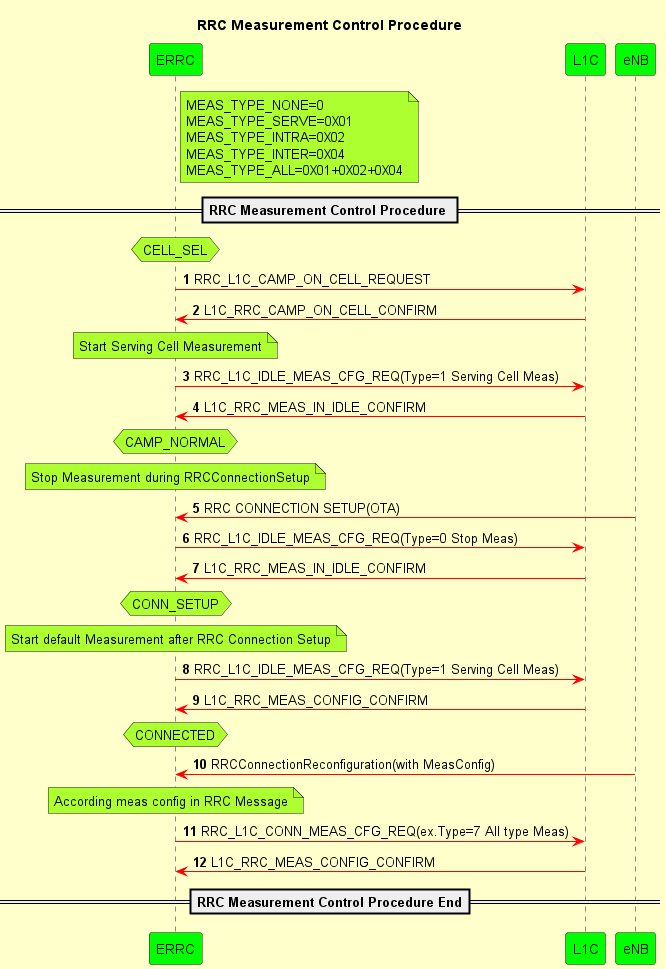 RRC Measurement Control Procedure
ERRC
L1C
eNB
MEAS_TYPE_NONE=0
MEAS_TYPE_SERVE=0X01
MEAS_TYPE_INTRA=0X02
MEAS_TYPE_INTER=0X04
MEAS_TYPE_ALL=0X01+0X02+0X04
RRC Measurement Control Procedure
CELL_SEL
1 RRC_L1C_CAMP_ON_CELL_REQUEST
2 L1C_RRC_CAMP_ON_CELL_CONFIRM
Start Serving Cell Measurement
3 RRC_L1C_IDLE_MEAS_CFG_REQ(Type=1 Serving Cell Meas)
4 L1C_RRC_MEAS_IN_IDLE_CONFIRM
CAMP_NORMAL
Stop Measurement during RRCConnectionSetup
5 RRC CONNECTION SETUP(OTA)
6 RRC_L1C_IDLE_MEAS_CFG_REQ(Type=0 Stop Meas)
7 L1C_RRC_MEAS_IN_IDLE_CONFIRM
CONN_SETUP
Start default Measurement after RRC Connection Setup
8 RRC_L1C_IDLE_MEAS_CFG_REQ(Type=1 Serving Cell Meas)
9 L1C_RRC_MEAS_CONFIG_CONFIRM
CONNECTED
10 RRCConnectionReconfiguration(with MeasConfig)
According meas config in RRC Message
11 RRC_L1C_CONN_MEAS_CFG_REQ(ex.Type=7 All type Meas)
12 L1C_RRC_MEAS_CONFIG_CONFIRM
RRC Measurement Control Procedure End
ERRC
L1C
eNB